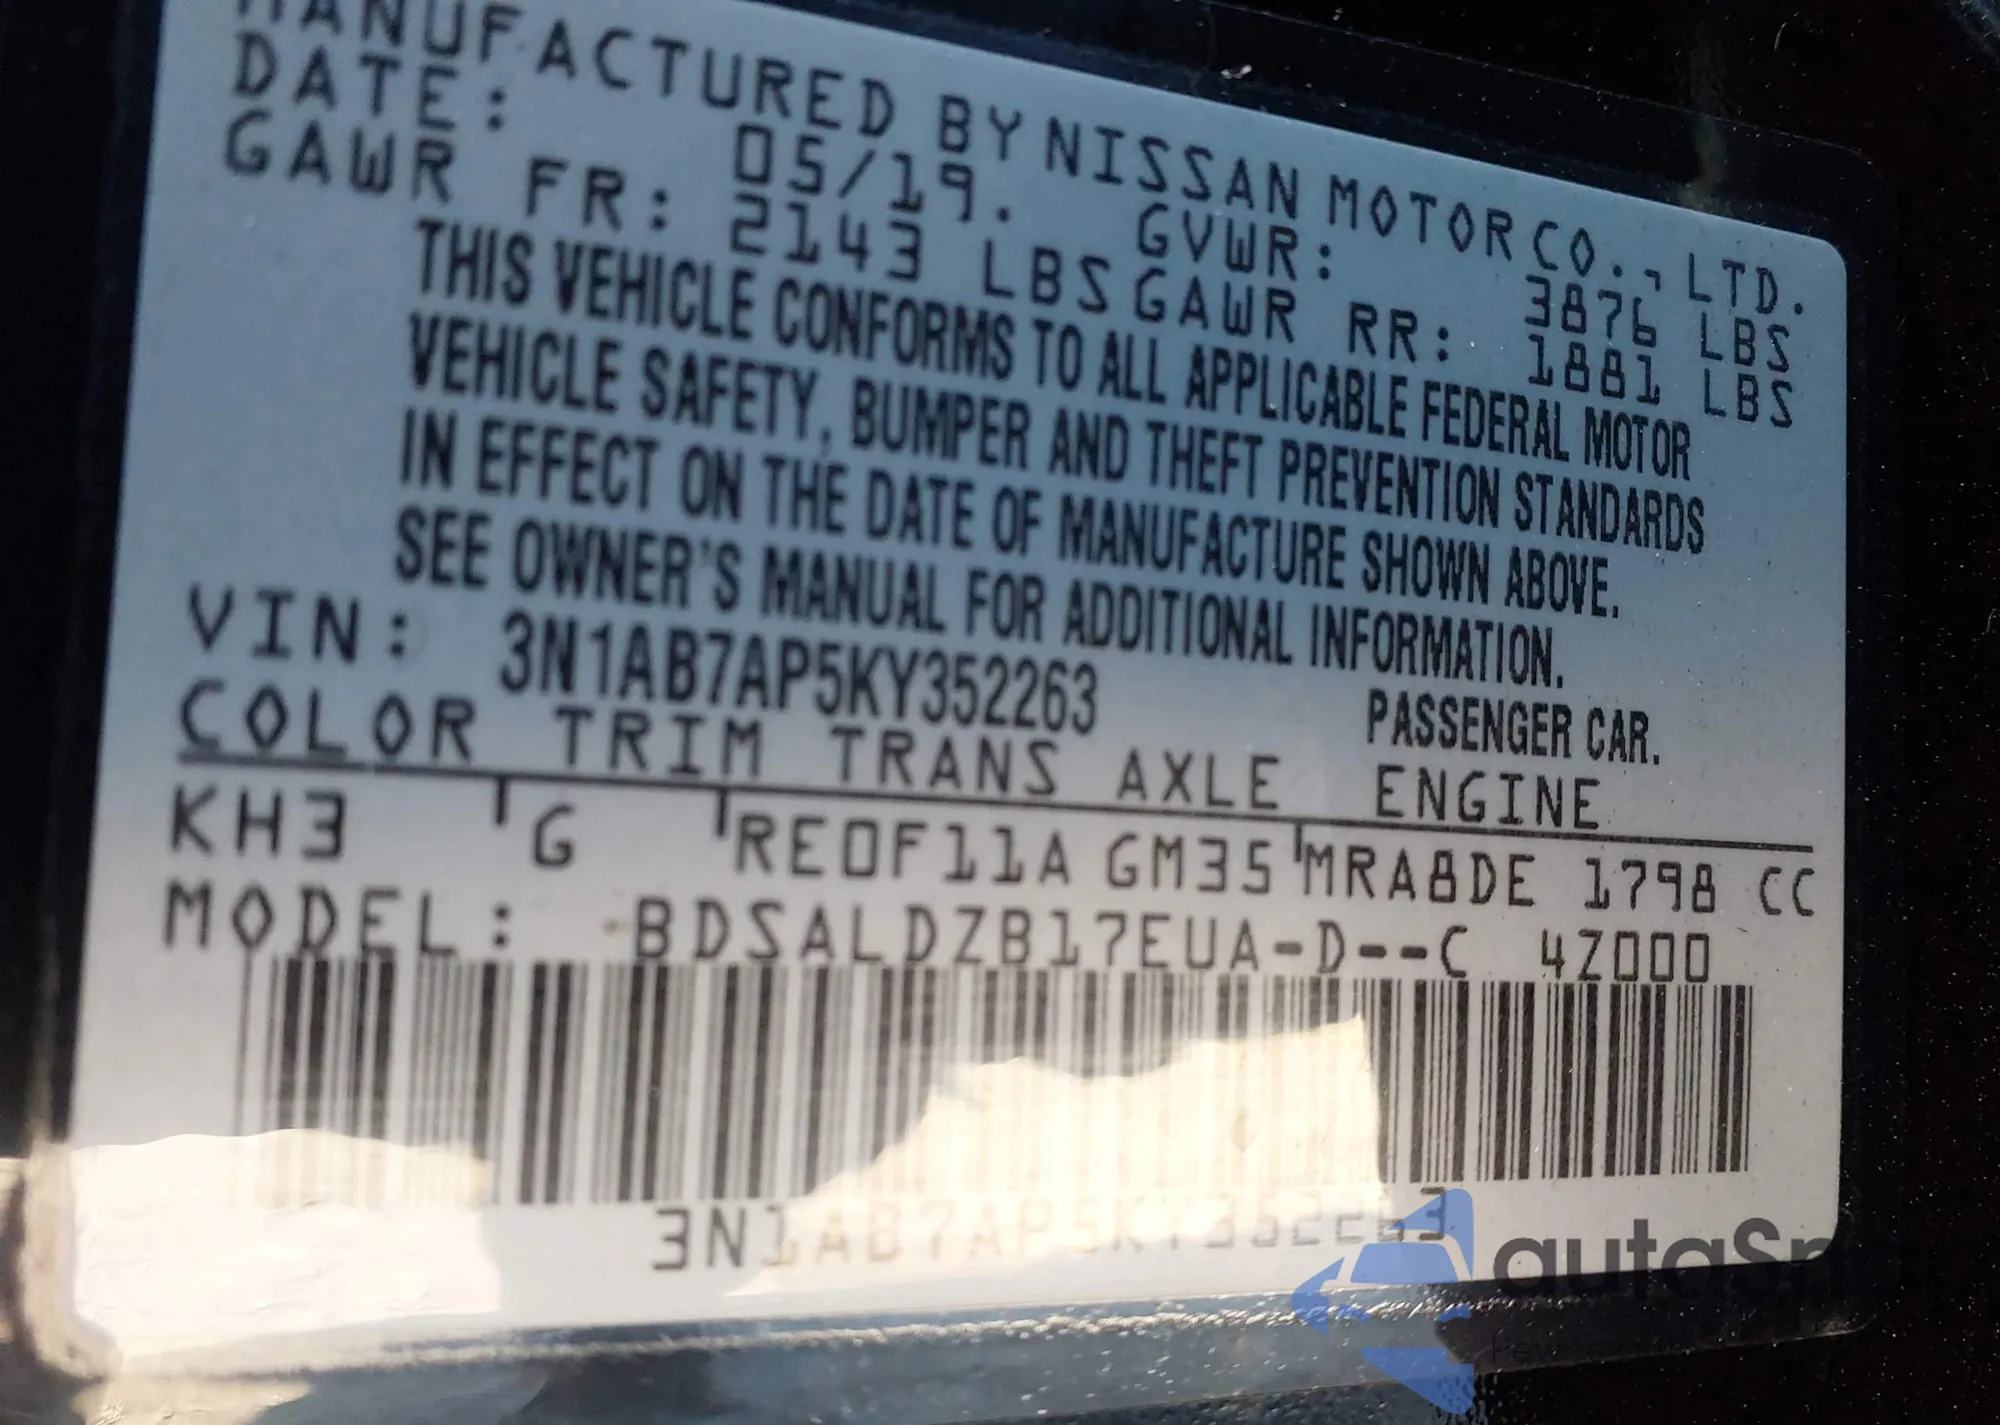 MANUFACTURED BY NISSAN MOTOR CO., LTD.
DATE: 05/19. GVWR: 3876 LBS
GAWR FR: 2143 LBS GAWR RR: 1881 LBS
THIS VEHICLE CONFORMS TO ALL APPLICABLE FEDERAL MOTOR
VEHICLE SAFETY, BUMPER AND THEFT PREVENTION STANDARDS
IN EFFECT ON THE DATE OF MANUFACTURE SHOWN ABOVE.
SEE OWNER'S MANUAL FOR ADDITIONAL INFORMATION.
VIN: 3N1AB7AP5KY352263 PASSENGER CAR.
COLOR TRIM TRANS AXLE ENGINE
KH3 G RE0F11A GM35 MRA8DE 1798 CC
MODEL: BDSALDZB17EUA-D--C 4Z000
3N1AB7AP5KY352263